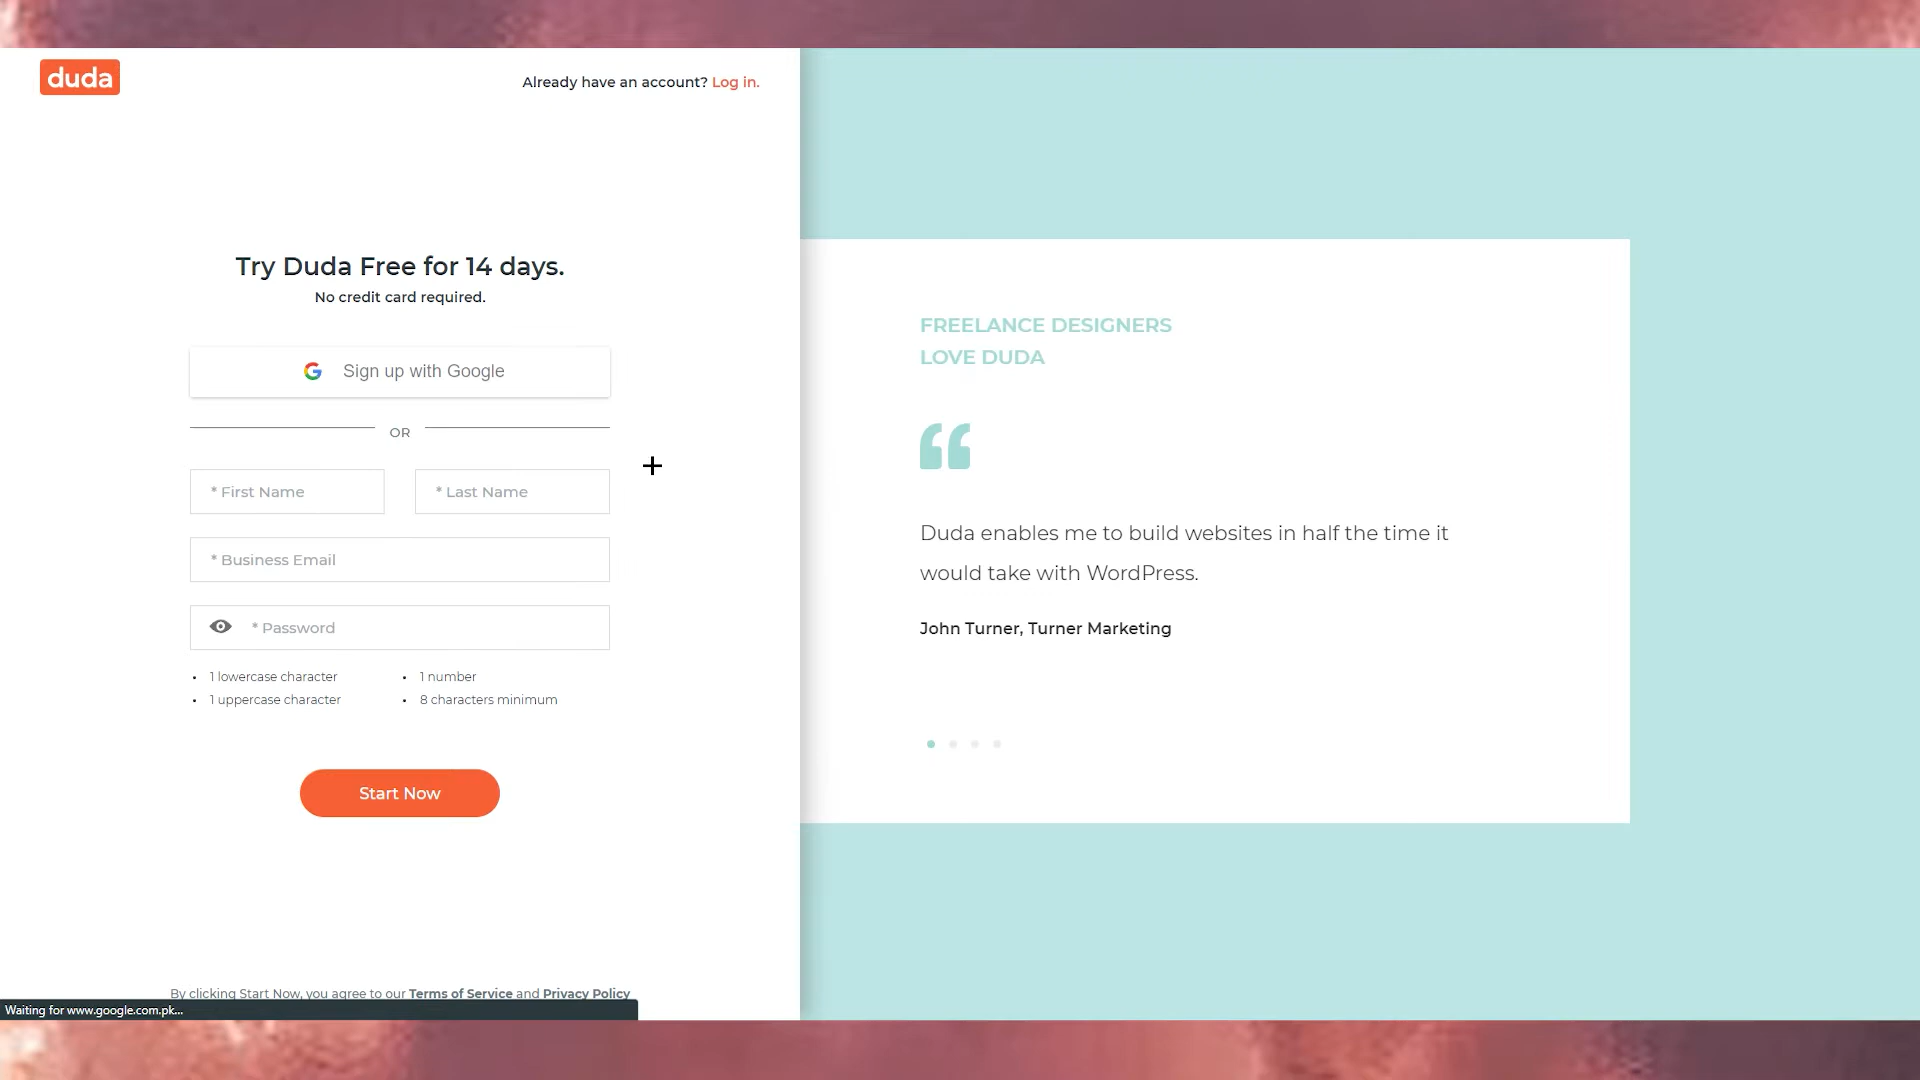 duda
Already have an account? Log in.
Try Duda Free for 14 days.
No credit card required.
Sign up with Google
OR
* First Name
* Last Name
* Business Email
* Password
• 1 lowercase character
• 1 number
• 1 uppercase character
• 8 characters minimum
Start Now
By clicking Start Now, you agree to our Terms of Service and Privacy Policy
Waiting for www.google.com.pk...
FREELANCE DESIGNERS
LOVE DUDA
“
Duda enables me to build websites in half the time it
would take with WordPress.
John Turner, Turner Marketing